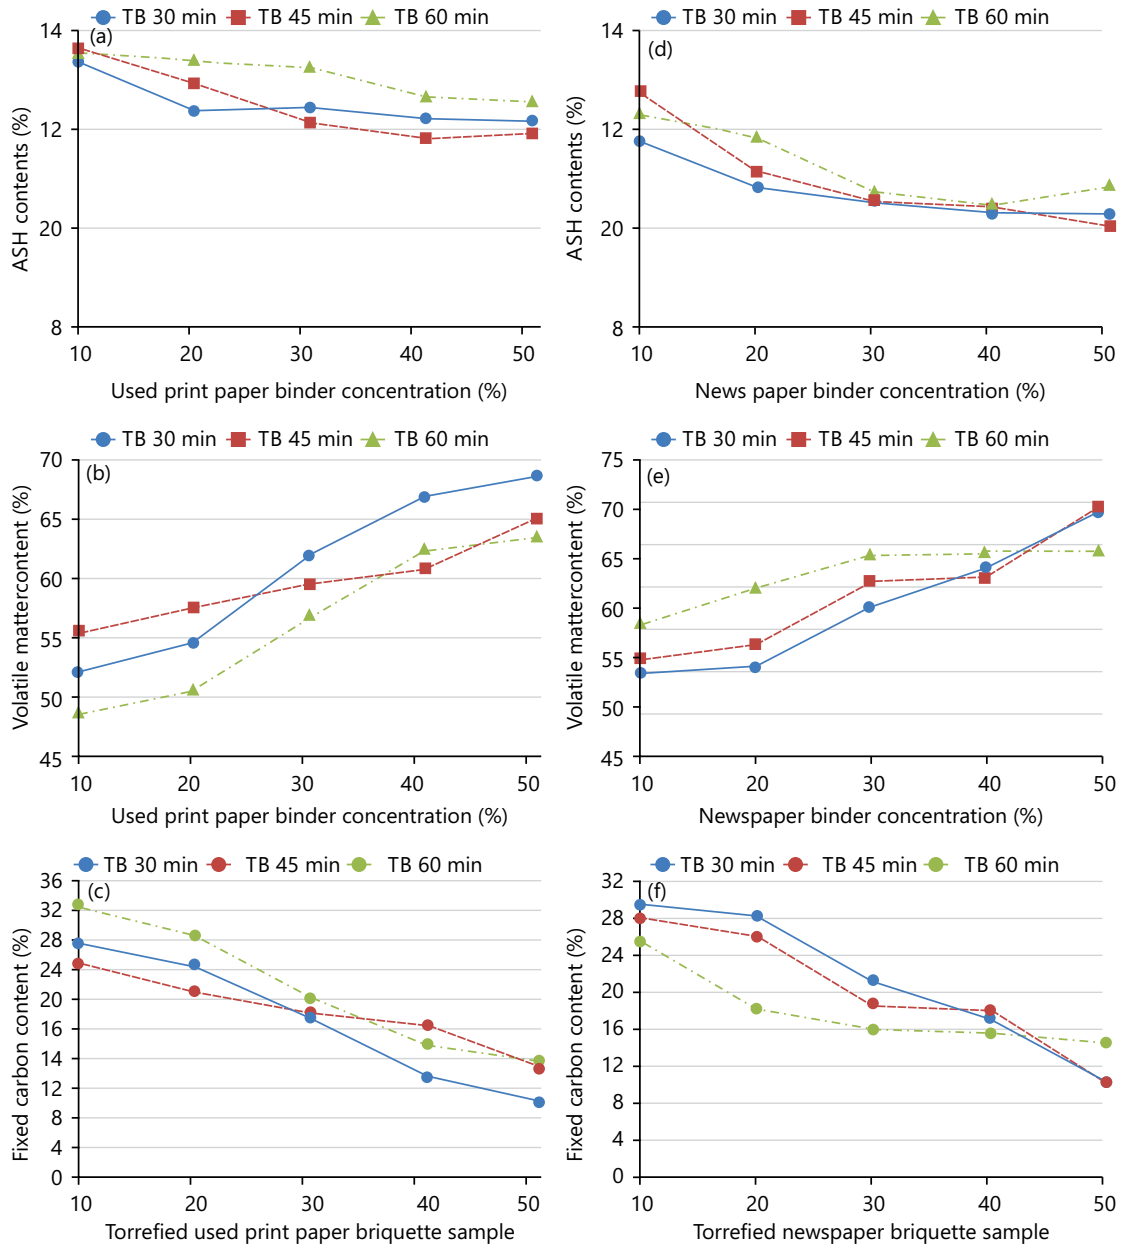 TB 30 min TB 45 min TB 60 min
(a)
ASH contents (%)
14
12
20
8
10 20 30 40 50
Used print paper binder concentration (%)
TB 30 min TB 45 min TB 60 min
(d)
ASH contents (%)
14
12
20
8
10 20 30 40 50
News paper binder concentration (%)
TB 30 min TB 45 min TB 60 min
(b)
Volatile mattercontent (%)
70
65
60
55
50
45
10 20 30 40 50
Used print paper binder concentration (%)
TB 30 min TB 45 min TB 60 min
(e)
Volatile mattercontent (%)
75
70
65
60
55
50
45
10 20 30 40 50
Newspaper binder concentration (%)
TB 30 min TB 45 min TB 60 min
(c)
Fixed carbon content (%)
36
32
28
24
20
18
14
12
8
4
0
10 20 30 40 50
Torrefied used print paper briquette sample
TB 30 min TB 45 min TB 60 min
(f)
Fixed carbon content (%)
32
28
24
20
16
12
8
4
0
10 20 30 40 50
Torrefied newspaper briquette sample